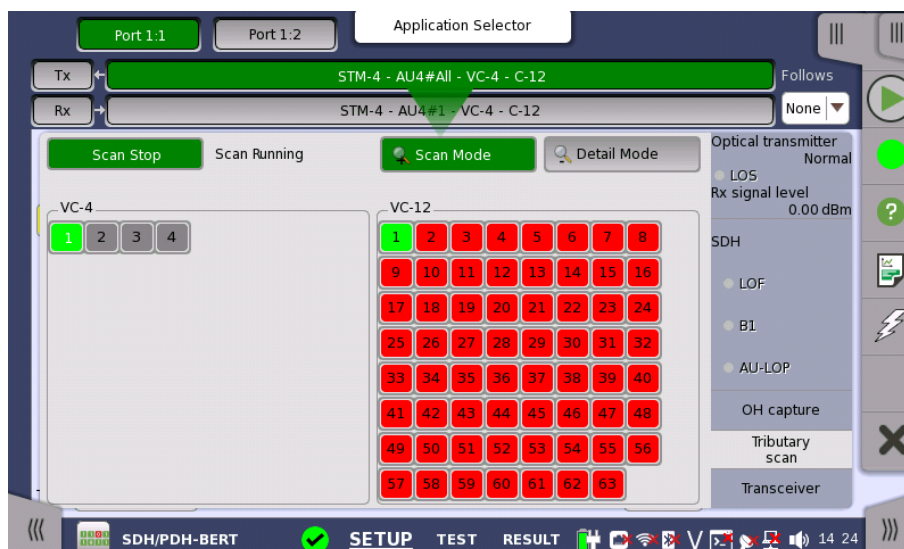 Application Selector
Port 1:1 Port 1:2
Tx STM-4 - AU4#All - VC-4 - C-12 Follows
Rx STM-4 - AU4#1 - VC-4 - C-12 None
Scan Stop Scan Running Scan Mode Detail Mode
Optical transmitter
Normal
LOS
Rx signal level
0.00 dBm
VC-4
1 2 3 4
VC-12
1 2 3 4 5 6 7 8
9 10 11 12 13 14 15 16
17 18 19 20 21 22 23 24
25 26 27 28 29 30 31 32
33 34 35 36 37 38 39 40
41 42 43 44 45 46 47 48
49 50 51 52 53 54 55 56
57 58 59 60 61 62 63
SDH
LOF
B1
AU-LOP
OH capture
Tributary
scan
Transceiver
SDH/PDH-BERT SETUP TEST RESULT V 14 24